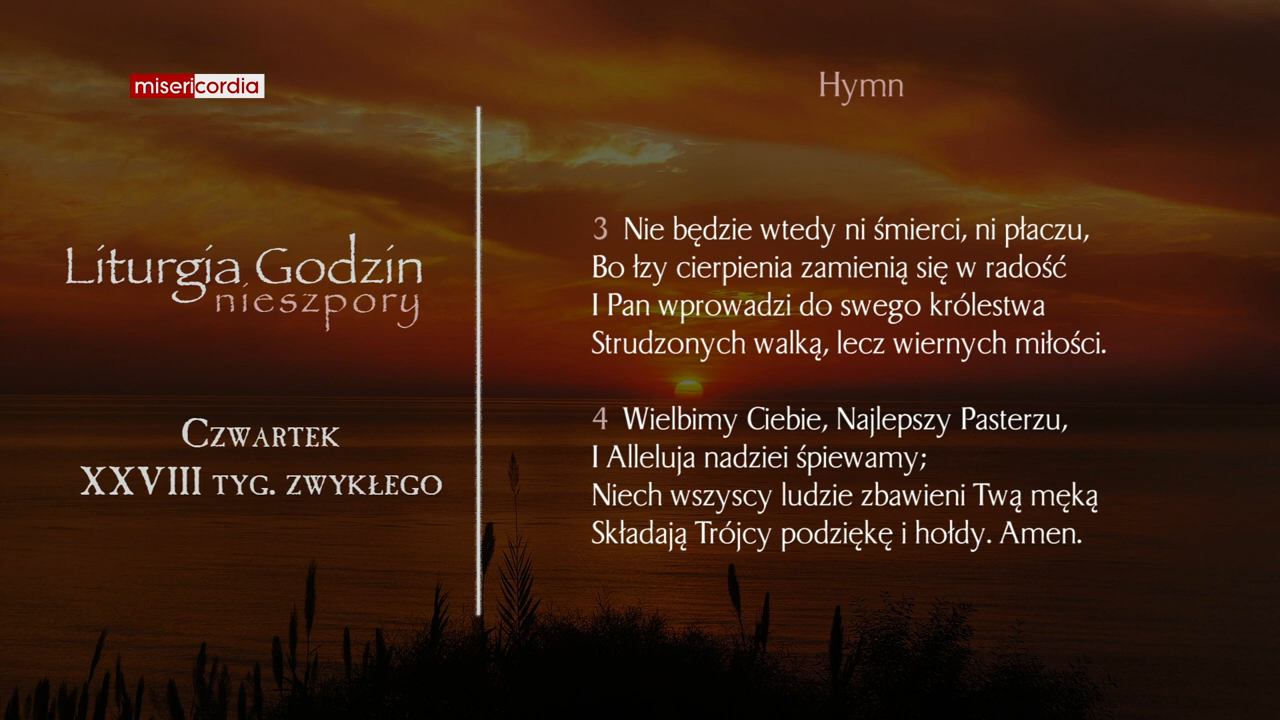 misericordia
Liturgia Godzin
nieszpory
Czwartek
XXVIII tyg. zwykłego
Hymn
3 Nie będzie wtedy ni śmierci, ni płaczu,
Bo łzy cierpienia zamienią się w radość
I Pan wprowadzi do swego królestwa
Strudzonych walką, lecz wiernych miłości.
4 Wielbimy Ciebie, Najlepszy Pasterzu,
I Alleluja nadziei śpiewamy;
Niech wszyscy ludzie zbawieni Twą męką
Składają Trójcy podziękę i hołdy. Amen.